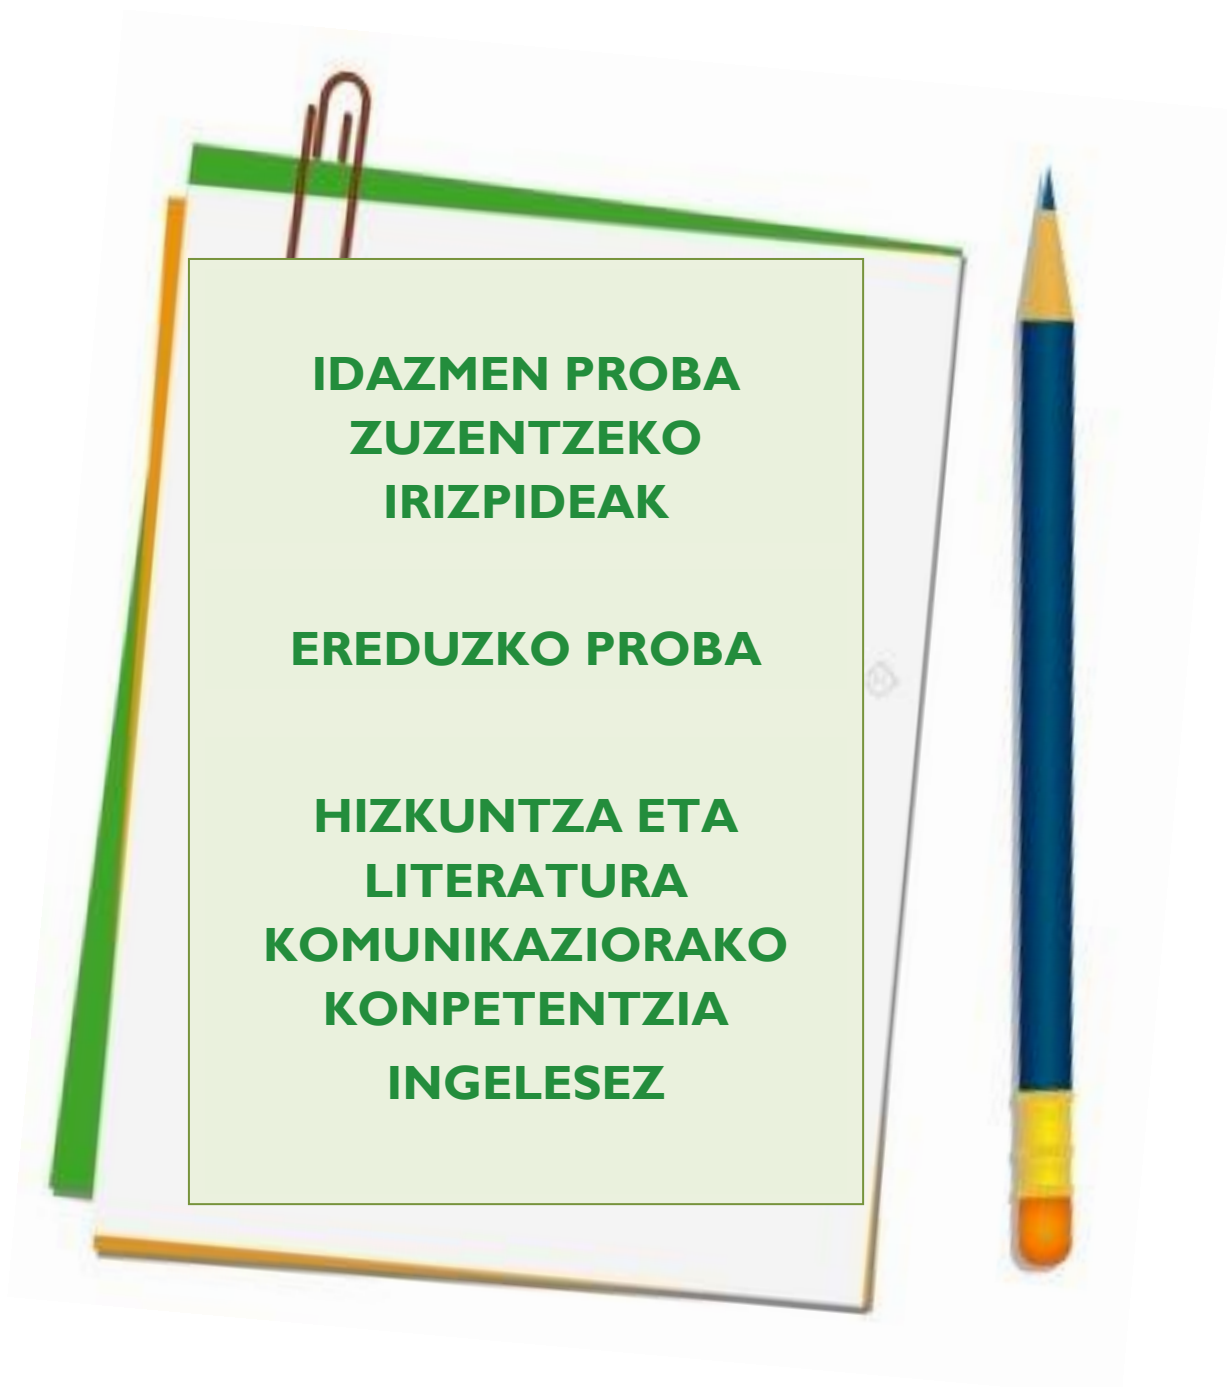 IDAZMEN PROBA
ZUZENTZEKO
IRIZPIDEAK
EREDUZKO PROBA
HIZKUNTZA ETA
LITERATURA
KOMUNIKAZIORAKO
KONPETENTZIA
INGELESEZ